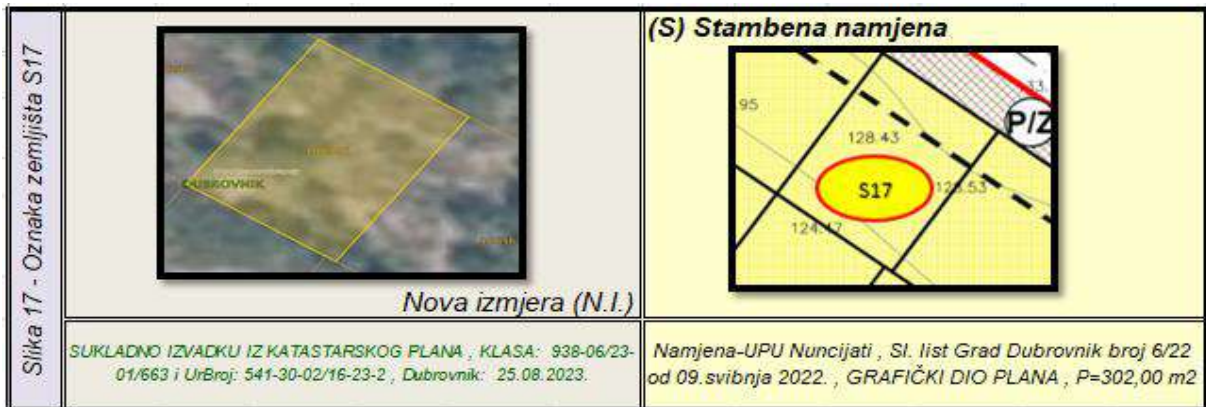 Slika 17 - Oznaka zemljišta S17
DUBROVNIK
Nova izmjera (N.I.)
SUKLADNO IZVADKU IZ KATASTARSKOG PLANA , KLASA: 938-06/23-
01/663 i UrBroj: 541-30-02/16-23-2 , Dubrovnik: 25.08.2023.
(S) Stambena namjena
95
33.
P/Z
128.43
S17
124.47
Namjena-UPU Nuncijati , Sl. list Grad Dubrovnik broj 6/22
od 09.svibnja 2022. , GRAFIČKI DIO PLANA , P=302,00 m2